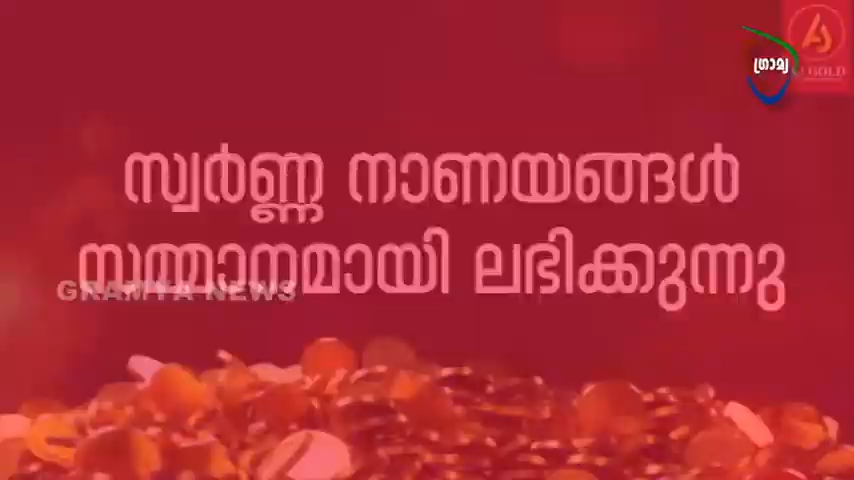 ഗ്രാമ്യ
GOLD
സ്വർണ്ണ നാണയങ്ങൾ
സമ്മാനമായി ലഭിക്കുന്നു
GRAMYA NEWS